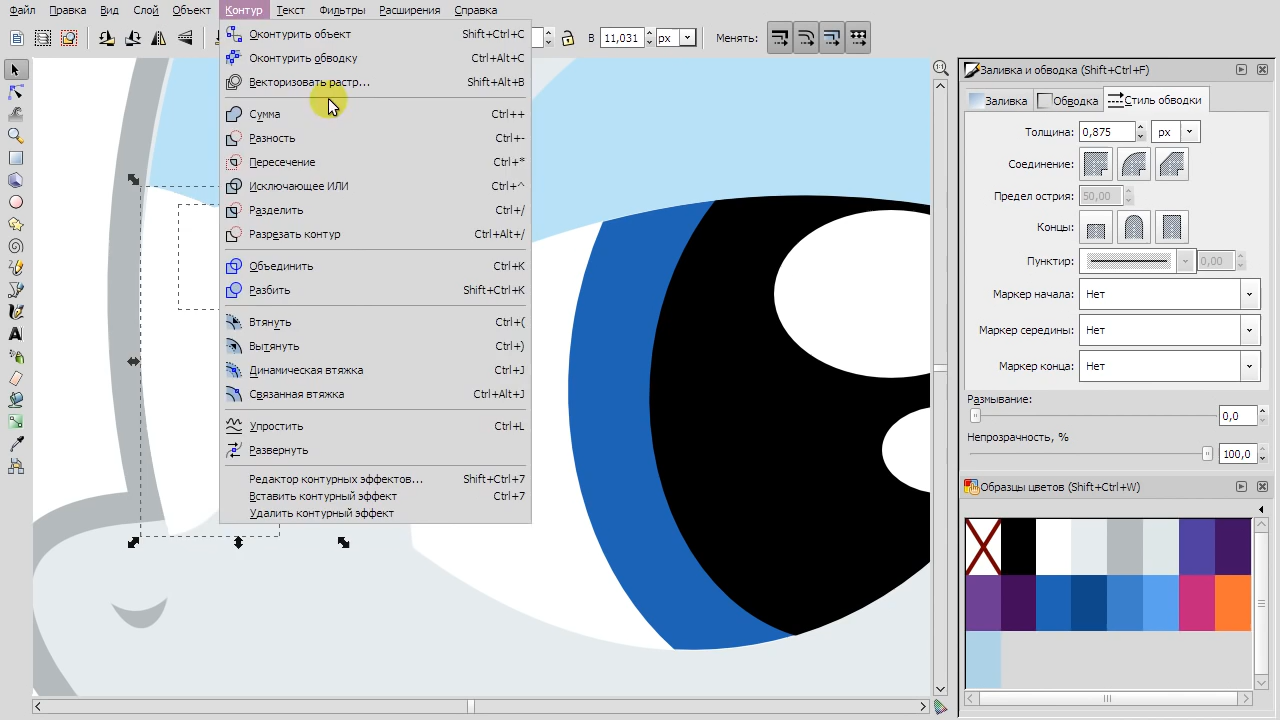 Файл Правка Вид Слой Объект Контур Текст Фильтры Расширения Справка
В 11,031 px Менять:
Оконтурить объект Shift+Ctrl+C
Оконтурить обводку Ctrl+Alt+C
Векторизовать растр... Shift+Alt+B
Сумма Ctrl++
Разность Ctrl+-
Пересечение Ctrl+*
Исключающее ИЛИ Ctrl+^
Разделить Ctrl+/
Разрезать контур Ctrl+Alt+/
Объединить Ctrl+K
Разбить Shift+Ctrl+K
Втянуть Ctrl+(
Вытянуть Ctrl+)
Динамическая втяжка Ctrl+J
Связанная втяжка Ctrl+Alt+J
Упростить Ctrl+L
Развернуть
Редактор контурных эффектов... Shift+Ctrl+7
Вставить контурный эффект Ctrl+7
Удалить контурный эффект
Заливка и обводка (Shift+Ctrl+F)
Заливка Обводка Стиль обводки
Толщина: 0,875 px
Соединение:
Предел острия: 50,00
Концы:
Пунктир: 0,00
Маркер начала: Нет
Маркер середины: Нет
Маркер конца: Нет
Размывание:
0,0
Непрозрачность, %
100,0
Образцы цветов (Shift+Ctrl+W)